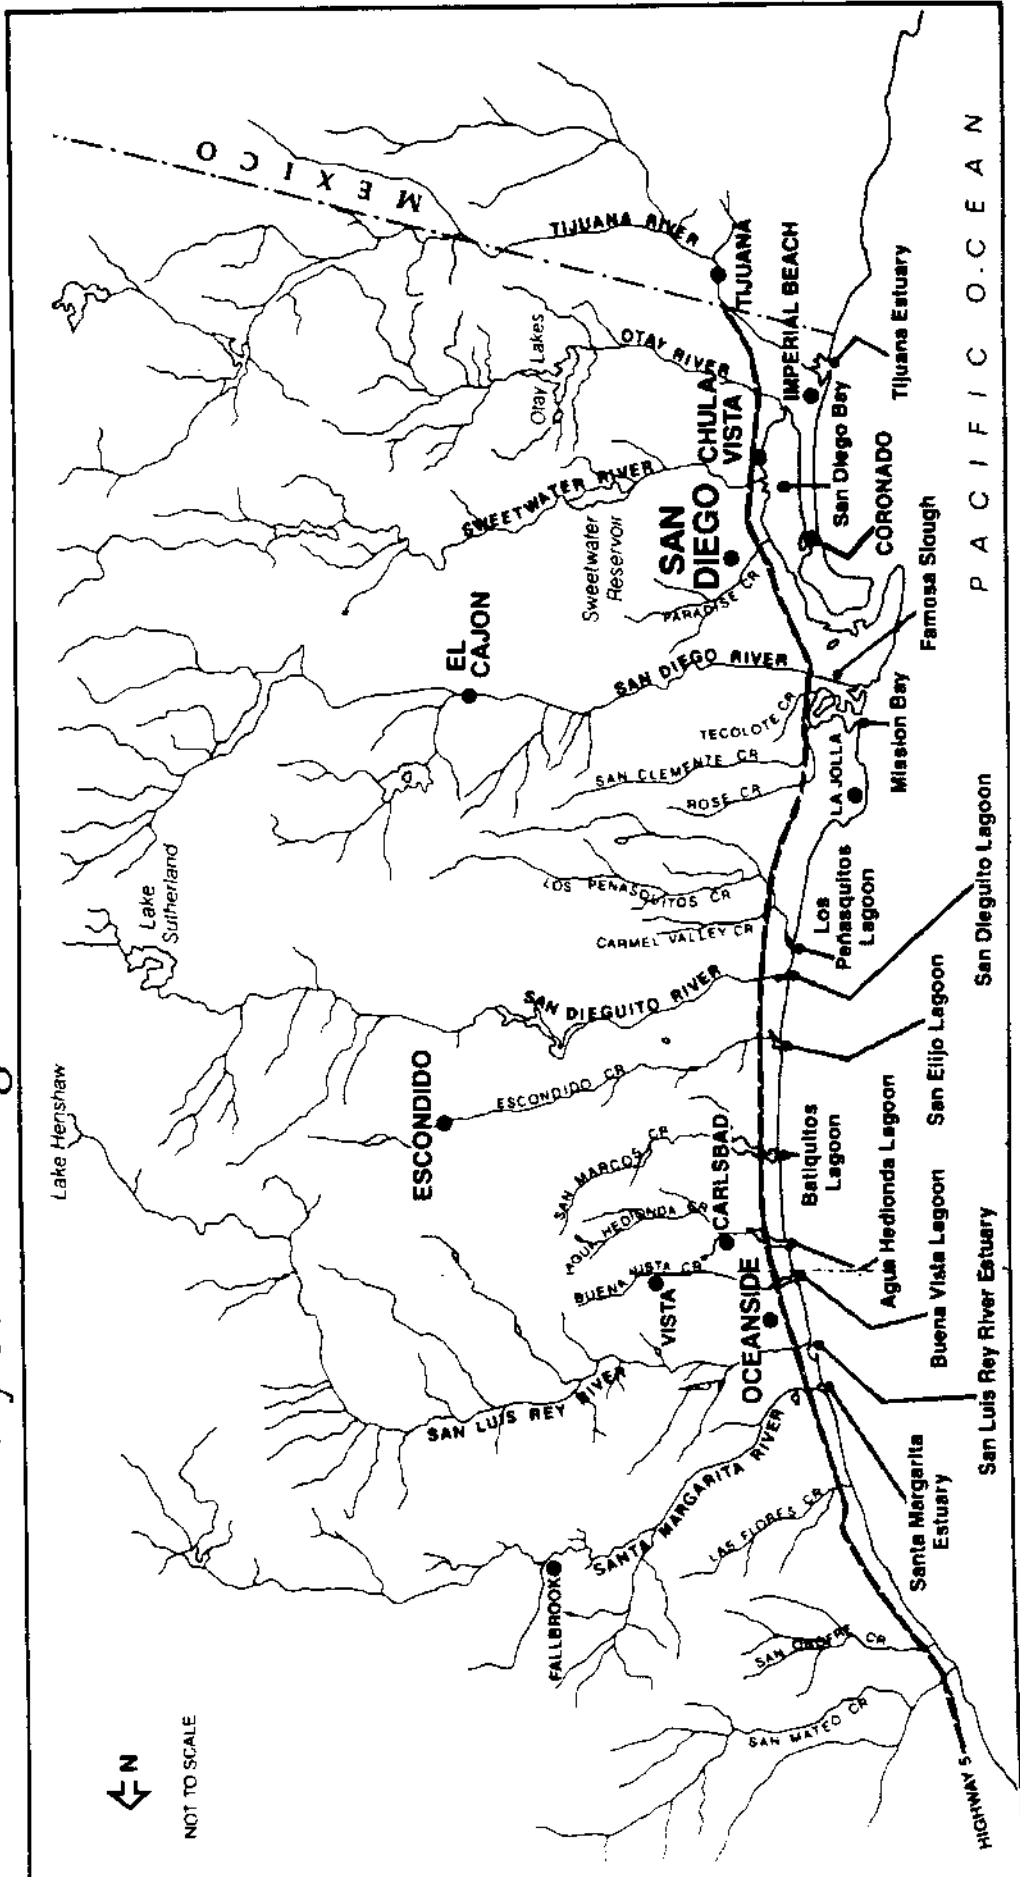 N
NOT TO SCALE
Lake Henshaw
Lake
Sutherland
MEXICO
FALLBROOK
ESCONDIDO
EL
CAJON
SAN LUIS REY RIVER
SANTA MARGARITA RIVER
SAN MATEO CR
SAN ONOFRE CR
LAS FLORES CR
VISTA
OCEANSIDE
CARLSBAD
BUENA VISTA CR
AGUA HEDIONDA CR
SAN MARCOS CR
ESCONDIDO CR
SAN DIEGUITO RIVER
CARMEL VALLEY CR
LOS PEÑASQUITOS CR
ROSE CR
SAN CLEMENTE CR
TECOLOTE CR
SAN DIEGO RIVER
PARADISE CR
Sweetwater
Reservoir
SWEETWATER RIVER
SAN
DIEGO
CHULA
VISTA
Otay Lakes
OTAY RIVER
TIJUANA RIVER
TIJUANA
IMPERIAL BEACH
LA JOLLA
HIGHWAY 5
Santa Margarita
Estuary
San Luis Rey River Estuary
Buena Vista Lagoon
Agua Hedionda Lagoon
Batiquitos
Lagoon
San Elijo Lagoon
San Dieguito Lagoon
Los
Peñasquitos
Lagoon
Mission Bay
Famosa Slough
CORONADO
San Diego Bay
Tijuana Estuary
PACIFIC OCEAN